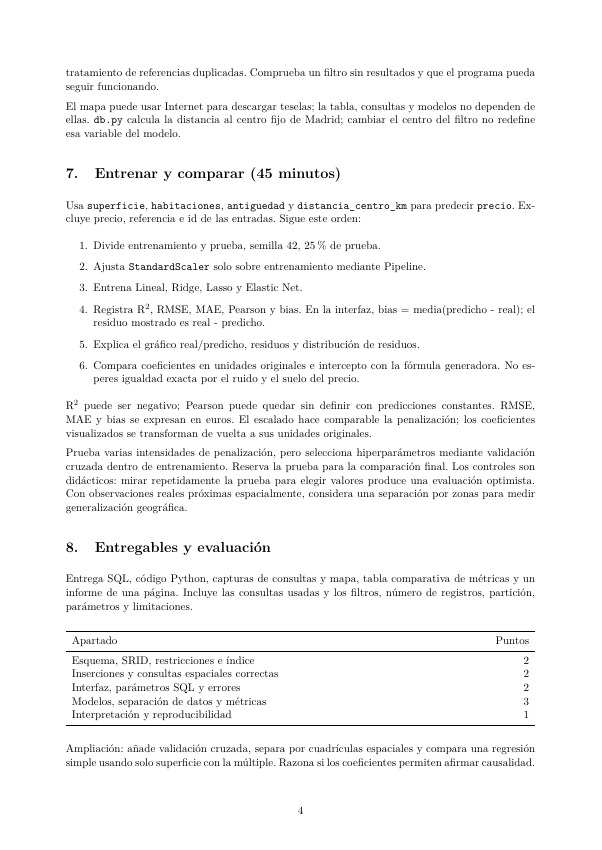 tratamiento de referencias duplicadas. Comprueba un filtro sin resultados y que el programa pueda
seguir funcionando.
El mapa puede usar Internet para descargar teselas; la tabla, consultas y modelos no dependen de
ellas. db.py calcula la distancia al centro fijo de Madrid; cambiar el centro del filtro no redefine
esa variable del modelo.
7. Entrenar y comparar (45 minutos)
Usa superficie, habitaciones, antiguedad y distancia_centro_km para predecir precio. Ex-
cluye precio, referencia e id de las entradas. Sigue este orden:
1. Divide entrenamiento y prueba, semilla 42, 25 % de prueba.
2. Ajusta StandardScaler solo sobre entrenamiento mediante Pipeline.
3. Entrena Lineal, Ridge, Lasso y Elastic Net.
4. Registra R², RMSE, MAE, Pearson y bias. En la interfaz, bias = media(predicho - real); el
residuo mostrado es real - predicho.
5. Explica el gráfico real/predicho, residuos y distribución de residuos.
6. Compara coeficientes en unidades originales e intercepto con la fórmula generadora. No es-
peres igualdad exacta por el ruido y el suelo del precio.
R² puede ser negativo; Pearson puede quedar sin definir con predicciones constantes. RMSE,
MAE y bias se expresan en euros. El escalado hace comparable la penalización; los coeficientes
visualizados se transforman de vuelta a sus unidades originales.
Prueba varias intensidades de penalización, pero selecciona hiperparámetros mediante validación
cruzada dentro de entrenamiento. Reserva la prueba para la comparación final. Los controles son
didácticos: mirar repetidamente la prueba para elegir valores produce una evaluación optimista.
Con observaciones reales próximas espacialmente, considera una separación por zonas para medir
generalización geográfica.
8. Entregables y evaluación
Entrega SQL, código Python, capturas de consultas y mapa, tabla comparativa de métricas y un
informe de una página. Incluye las consultas usadas y los filtros, número de registros, partición,
parámetros y limitaciones.
Apartado Puntos
Esquema, SRID, restricciones e índice 2
Inserciones y consultas espaciales correctas 2
Interfaz, parámetros SQL y errores 2
Modelos, separación de datos y métricas 3
Interpretación y reproducibilidad 1
Ampliación: añade validación cruzada, separa por cuadrículas espaciales y compara una regresión
simple usando solo superficie con la múltiple. Razona si los coeficientes permiten afirmar causalidad.
4